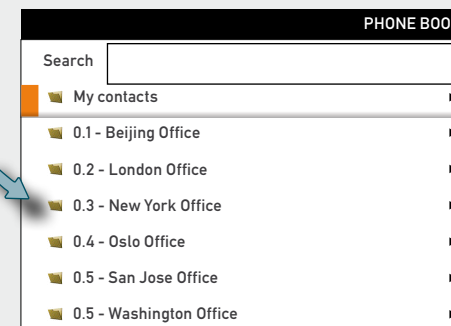 PHONE BOO
Search
My contacts
0.1 - Beijing Office
0.2 - London Office
0.3 - New York Office
0.4 - Oslo Office
0.5 - San Jose Office
0.5 - Washington Office